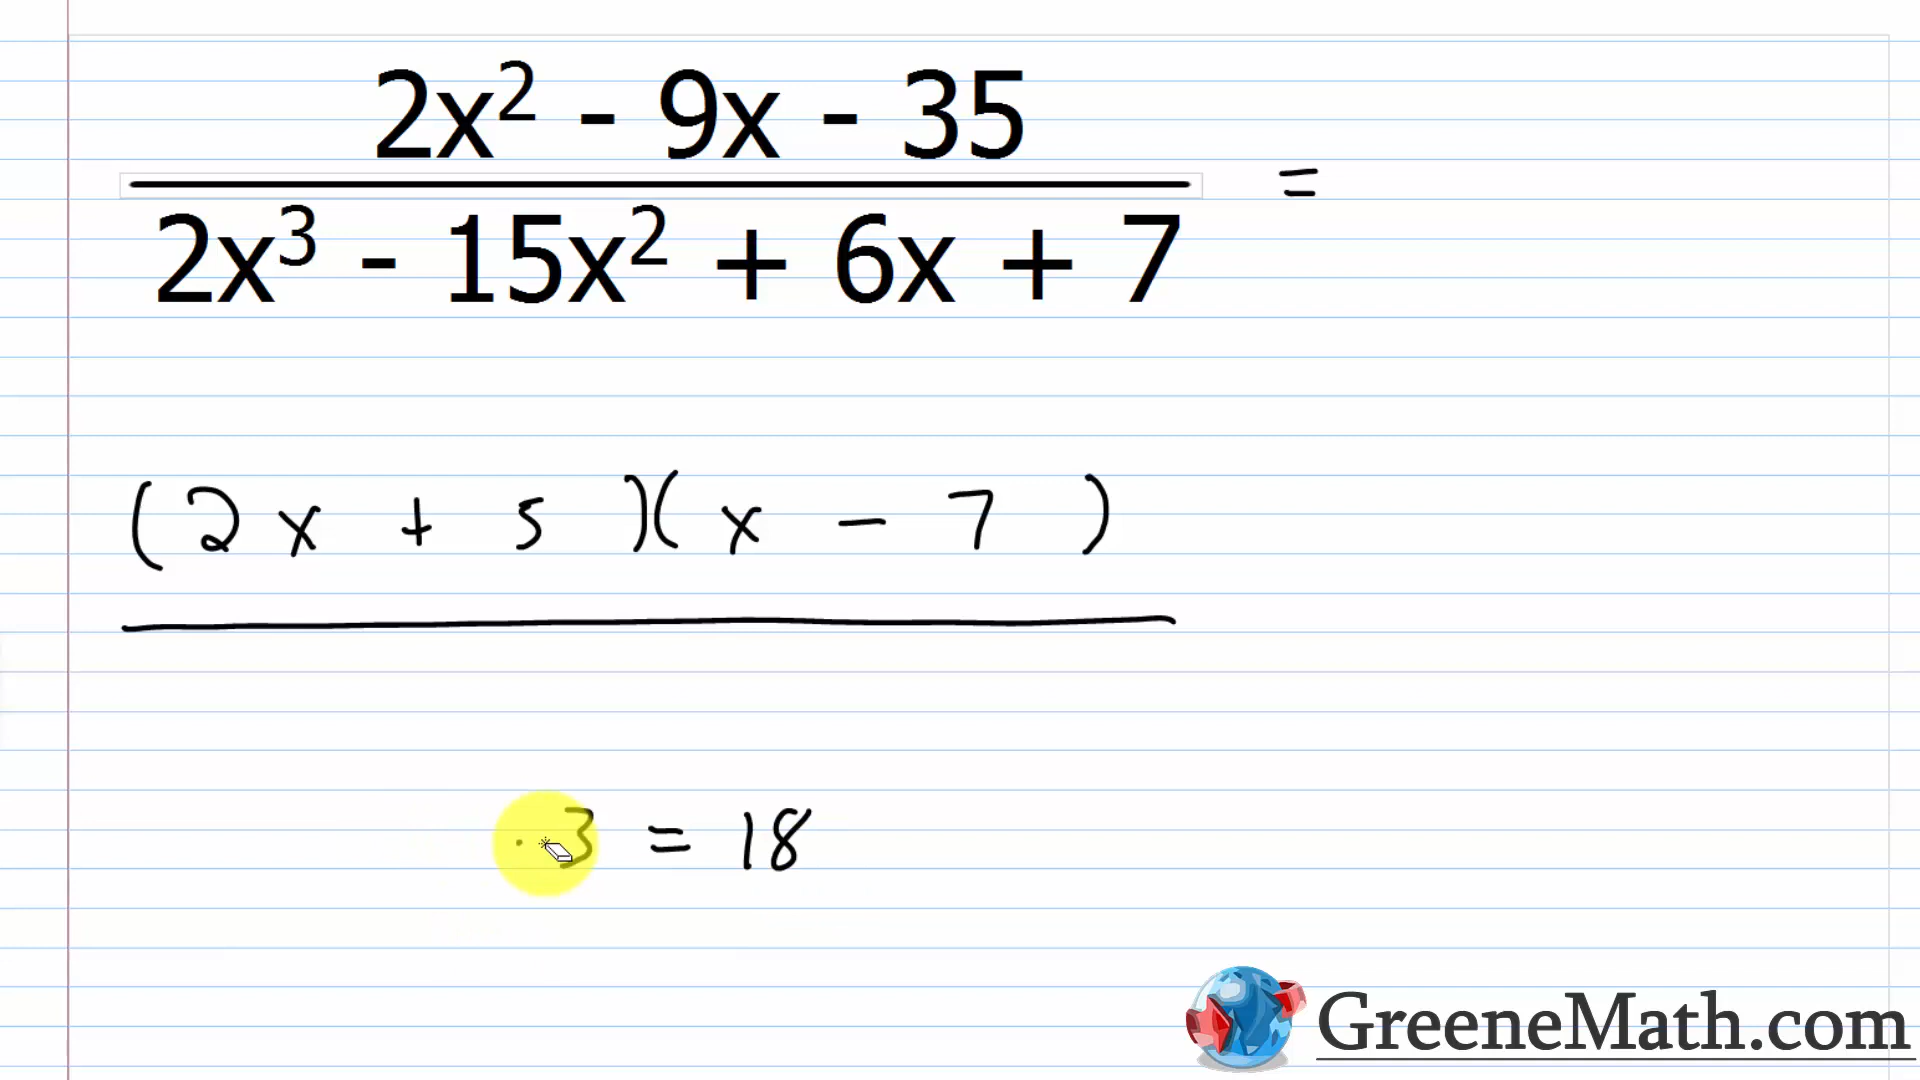 2x² - 9x - 35 =
2x³ - 15x² + 6x + 7
(2x + 5)(x - 7)
· 3 = 18
GreeneMath.com